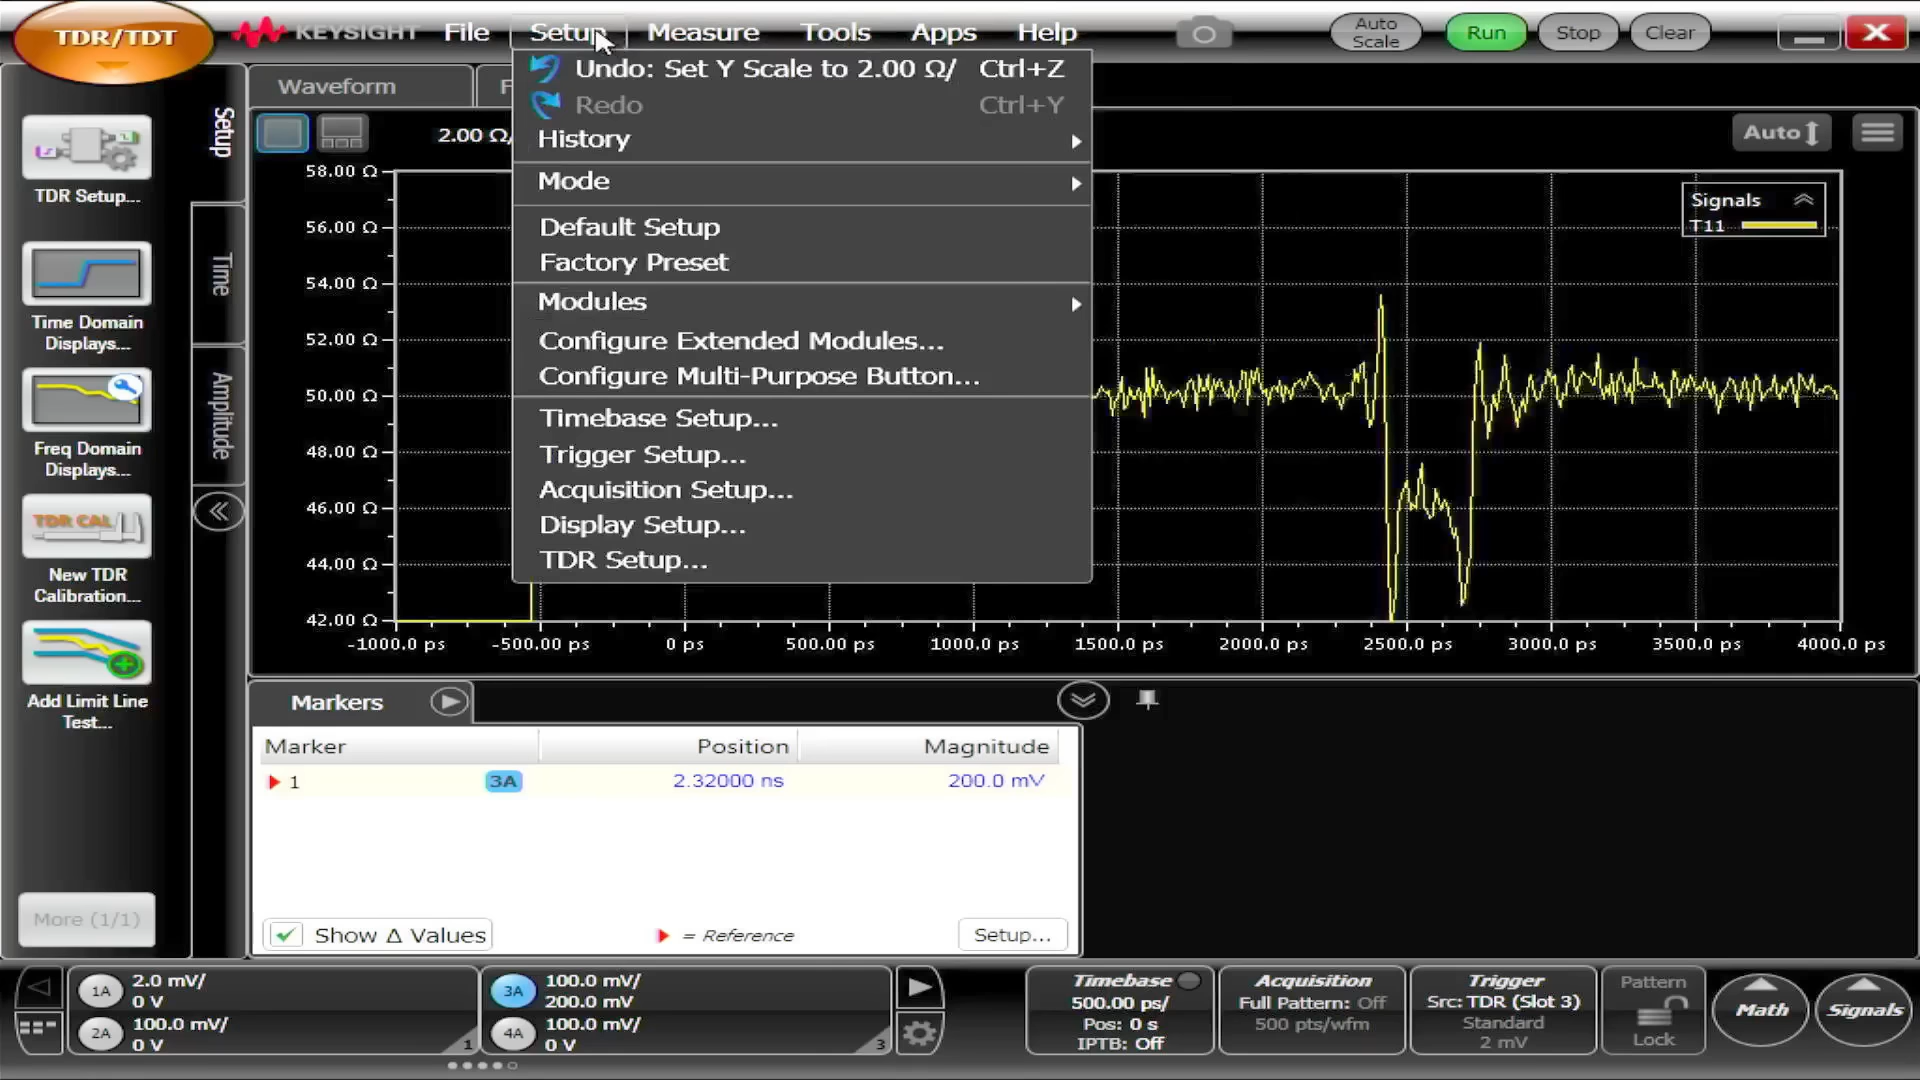 TDR/TDT
KEYSIGHT
File
Setup
Measure
Tools
Apps
Help
Auto
Scale
Run
Stop
Clear
Waveform
F
Undo: Set Y Scale to 2.00 Ω/ Ctrl+Z
Redo Ctrl+Y
History
Mode
Default Setup
Factory Preset
Modules
Configure Extended Modules...
Configure Multi-Purpose Button...
Timebase Setup...
Trigger Setup...
Acquisition Setup...
Display Setup...
TDR Setup...
TDR Setup...
Time Domain
Displays...
Freq Domain
Displays...
TDR CAL
New TDR
Calibration...
Add Limit Line
Test...
More (1/1)
Setup
Time
Amplitude
2.00 Ω/
Auto
Signals
T11
58.00 Ω
56.00 Ω
54.00 Ω
52.00 Ω
50.00 Ω
48.00 Ω
46.00 Ω
44.00 Ω
42.00 Ω
-1000.0 ps -500.00 ps 0 ps 500.00 ps 1000.0 ps 1500.0 ps 2000.0 ps 2500.0 ps 3000.0 ps 3500.0 ps 4000.0 ps
Markers
Marker Position Magnitude
1 3A 2.32000 ns 200.0 mV
Show Δ Values
= Reference
Setup...
1A 2.0 mV/
0 V
2A 100.0 mV/
0 V
1
3A 100.0 mV/
200.0 mV
4A 100.0 mV/
0 V
3
Timebase
500.00 ps/
Pos: 0 s
IPTB: Off
Acquisition
Full Pattern: Off
500 pts/wfm
Trigger
Src: TDR (Slot 3)
Standard
2 mV
Pattern
Lock
Math
Signals